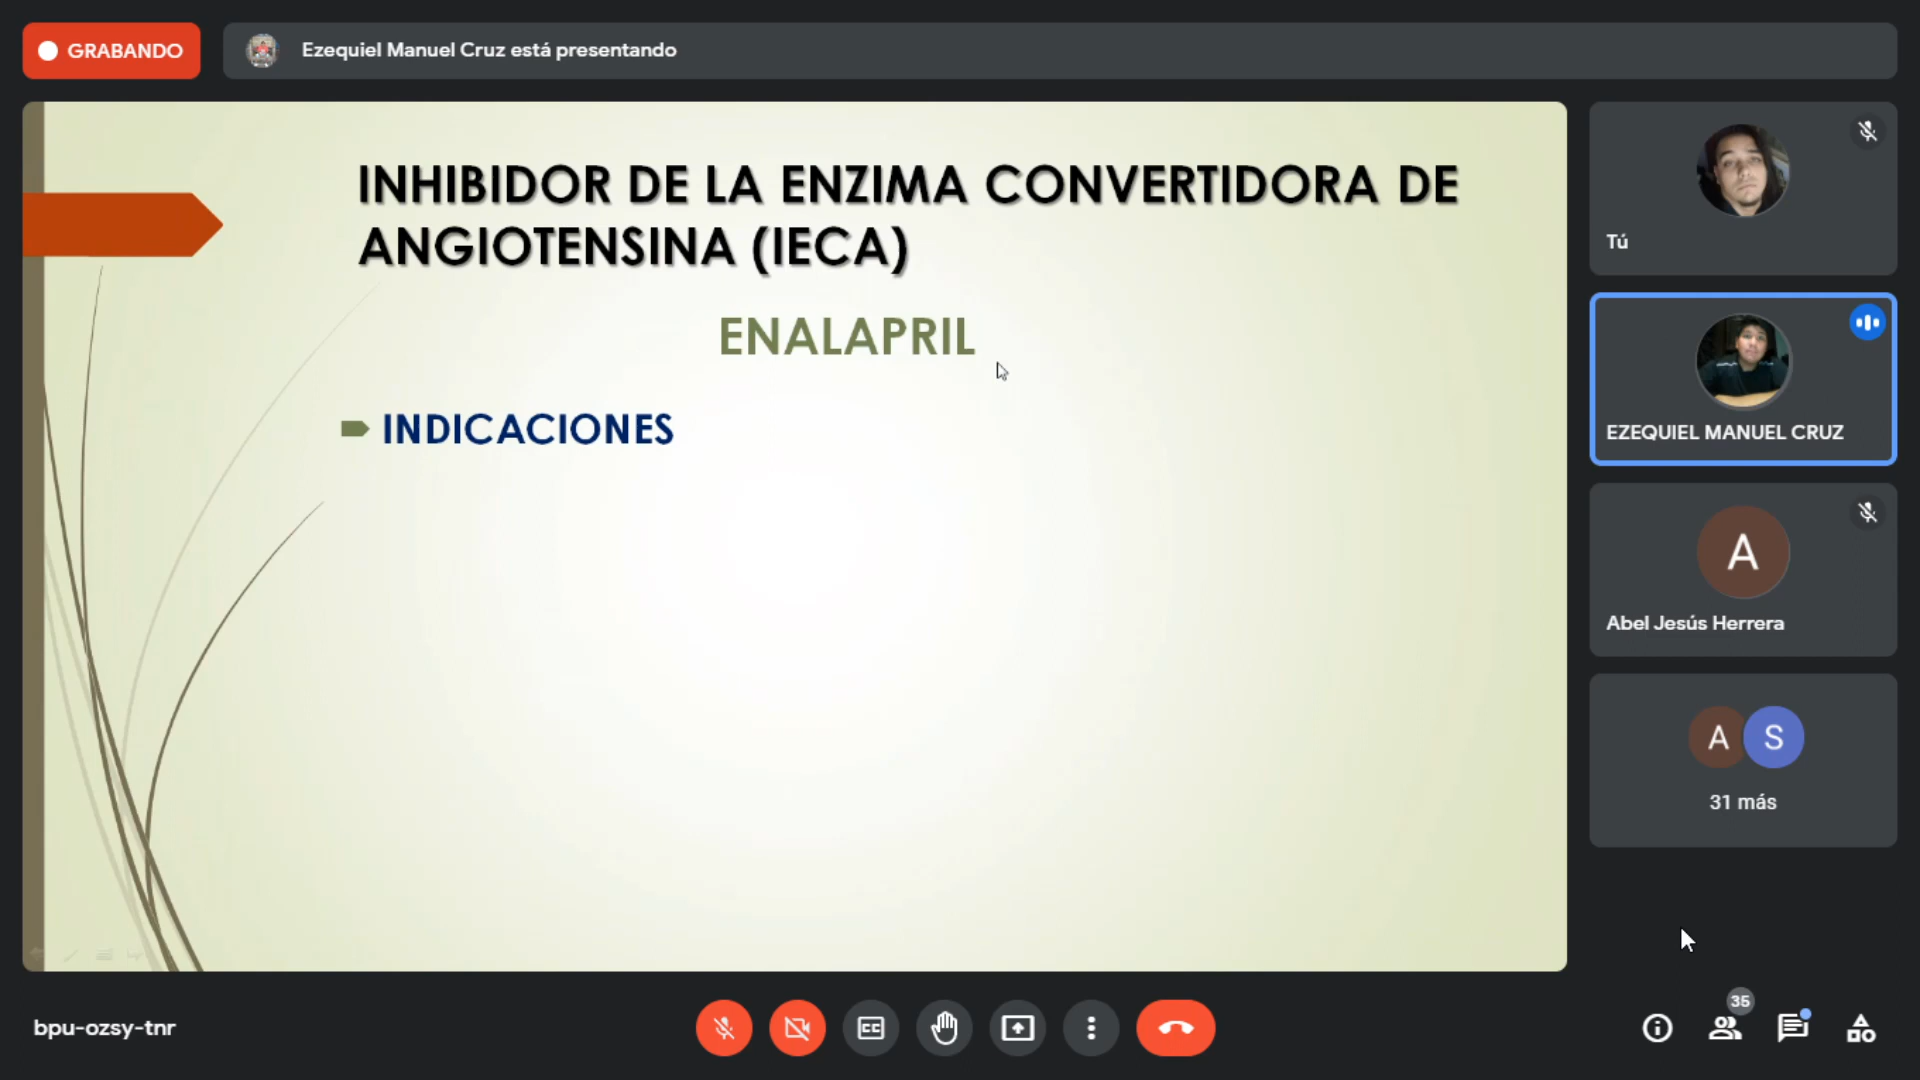 GRABANDO
Ezequiel Manuel Cruz está presentando
INHIBIDOR DE LA ENZIMA CONVERTIDORA DE
ANGIOTENSINA (IECA)
ENALAPRIL
INDICACIONES
Tú
EZEQUIEL MANUEL CRUZ
A
Abel Jesús Herrera
A S
31 más
bpu-ozsy-tnr
CC
35